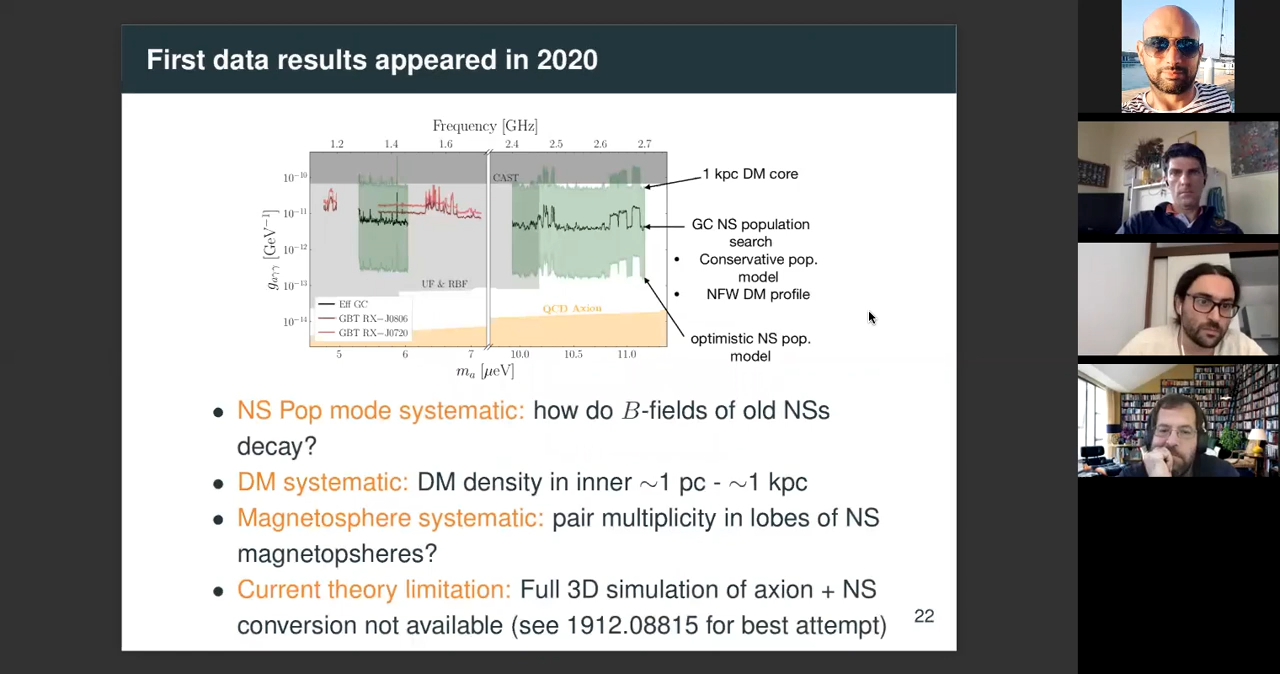 First data results appeared in 2020
Frequency [GHz]
1.2 1.4 1.6 2.4 2.5 2.6 2.7
10⁻¹⁰
10⁻¹¹
10⁻¹²
10⁻¹³
10⁻¹⁴
g_{aγγ} [GeV⁻¹]
CAST
UF & RBF
QCD Axion
Eff GC
GBT RX−J0806
GBT RX−J0720
5 6 7 10.0 10.5 11.0
m_a [μeV]
1 kpc DM core
GC NS population
search
• Conservative pop.
model
• NFW DM profile
optimistic NS pop.
model
• NS Pop mode systematic: how do B-fields of old NSs
decay?
• DM systematic: DM density in inner ∼1 pc - ∼1 kpc
• Magnetosphere systematic: pair multiplicity in lobes of NS
magnetopsheres?
• Current theory limitation: Full 3D simulation of axion + NS
conversion not available (see 1912.08815 for best attempt)
22